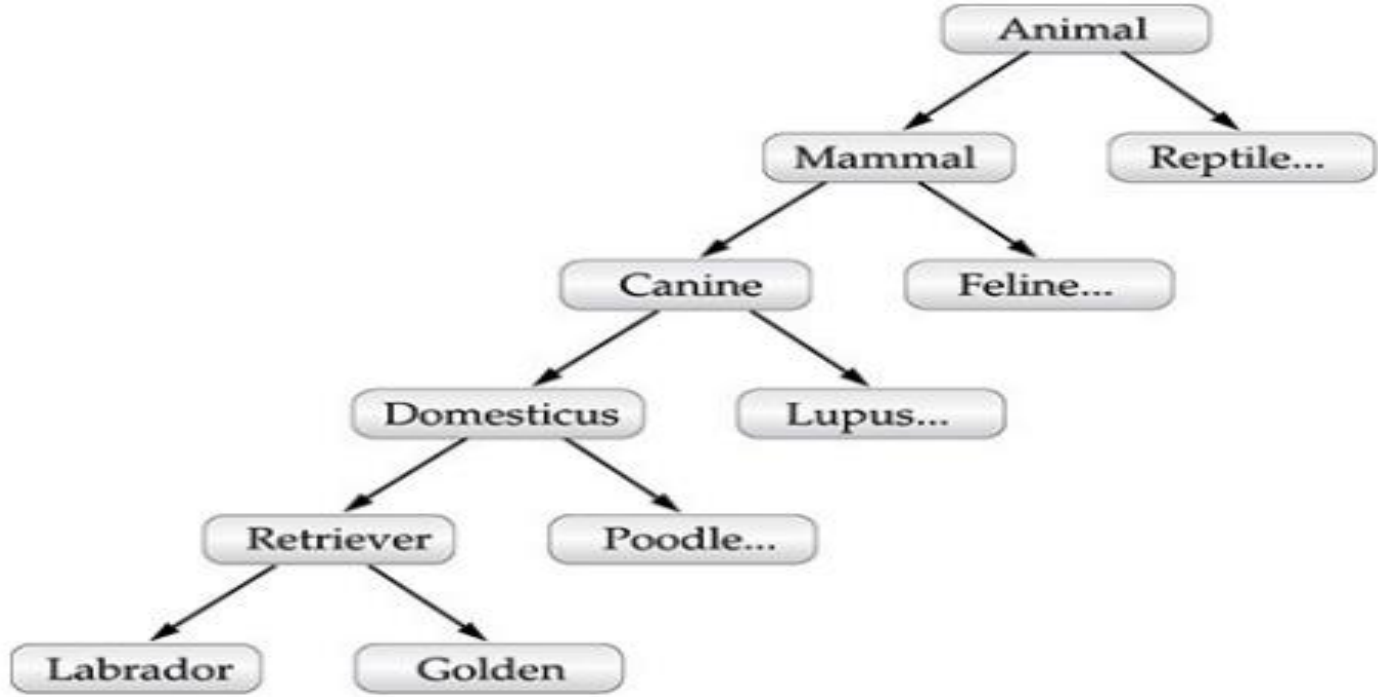 Animal
Mammal
Reptile...
Canine
Feline...
Domesticus
Lupus...
Retriever
Poodle...
Labrador
Golden